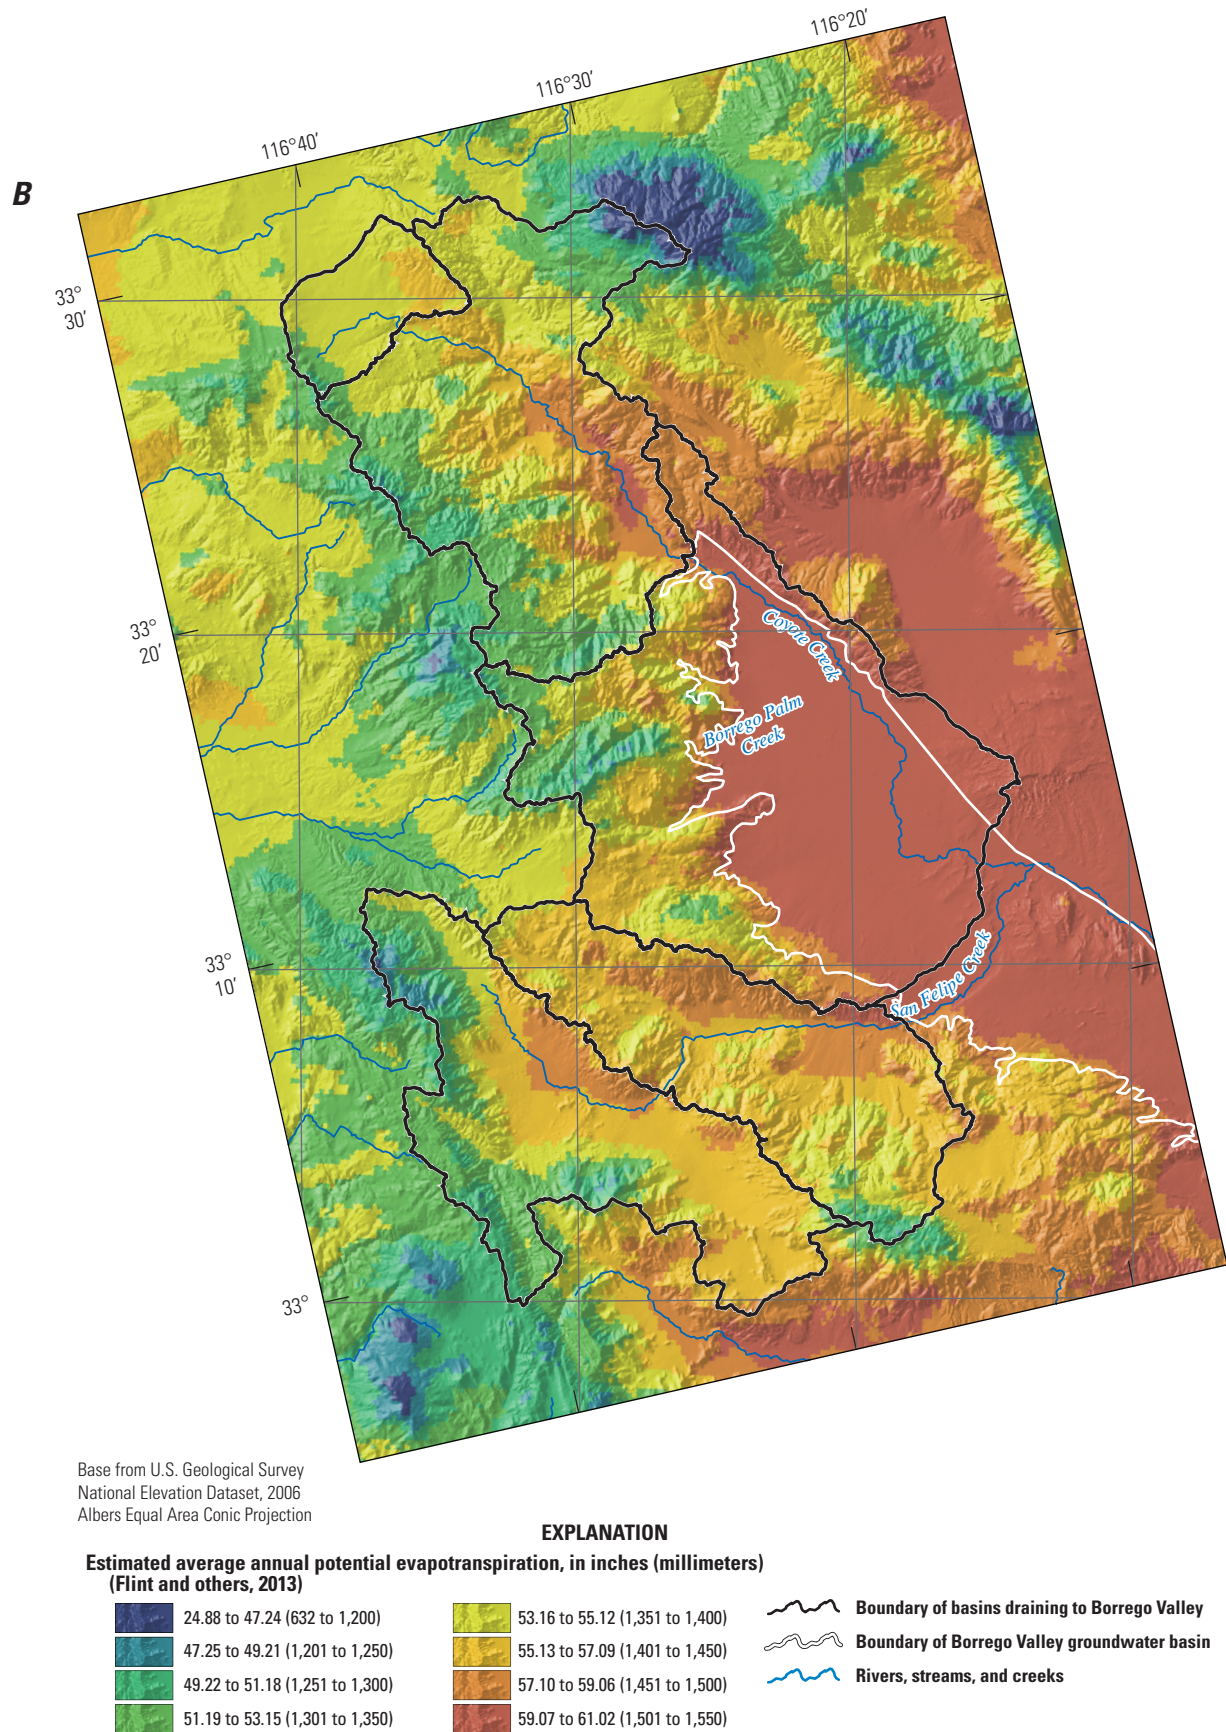 116°20'
116°30'
116°40'
B
33°
30'
33°
20'
Coyote Creek
Borrego Palm
Creek
33°
10'
San Felipe Creek
33°
Base from U.S. Geological Survey
National Elevation Dataset, 2006
Albers Equal Area Conic Projection
EXPLANATION
Estimated average annual potential evapotranspiration, in inches (millimeters)
(Flint and others, 2013)
24.88 to 47.24 (632 to 1,200)
47.25 to 49.21 (1,201 to 1,250)
49.22 to 51.18 (1,251 to 1,300)
51.19 to 53.15 (1,301 to 1,350)
53.16 to 55.12 (1,351 to 1,400)
55.13 to 57.09 (1,401 to 1,450)
57.10 to 59.06 (1,451 to 1,500)
59.07 to 61.02 (1,501 to 1,550)
Boundary of basins draining to Borrego Valley
Boundary of Borrego Valley groundwater basin
Rivers, streams, and creeks